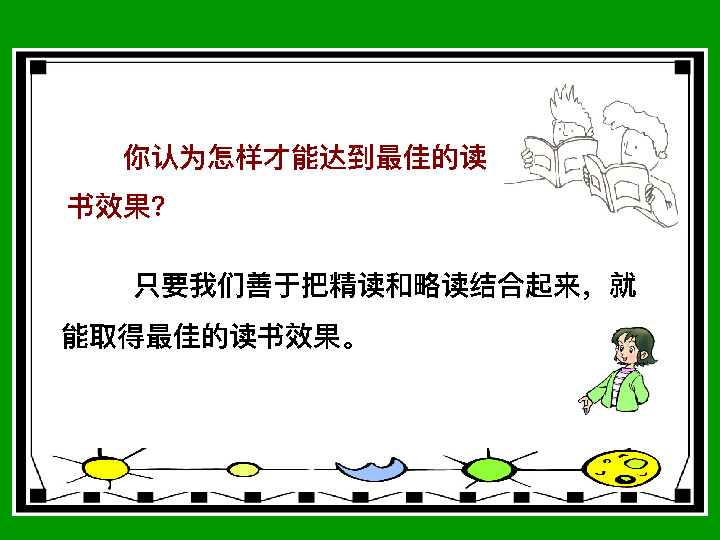 你认为怎样才能达到最佳的读
书效果?
只要我们善于把精读和略读结合起来，就
能取得最佳的读书效果。